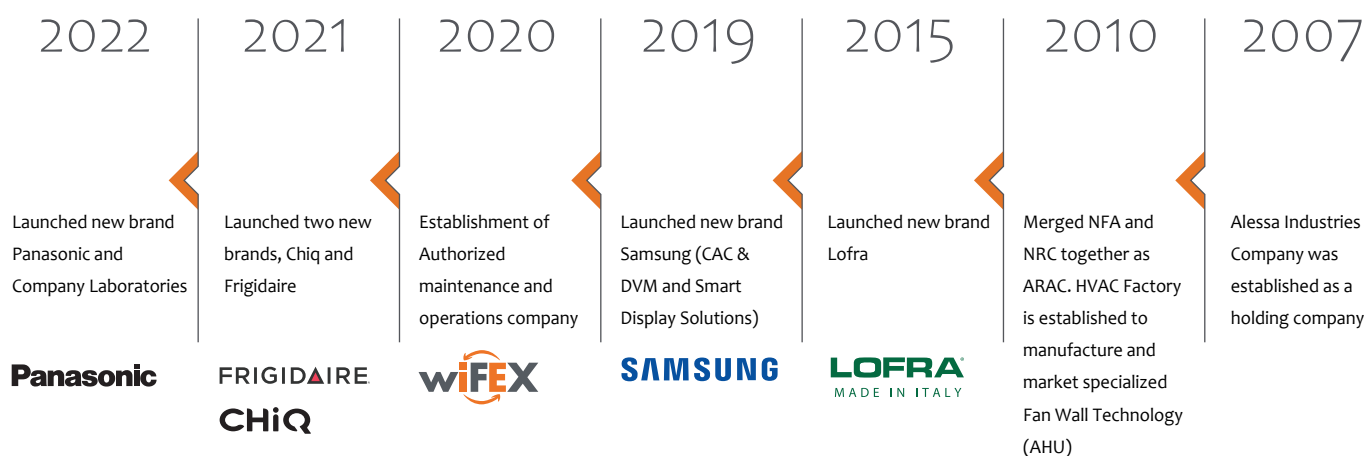 2022
Launched new brand
Panasonic and
Company Laboratories
Panasonic
2021
Launched two new
brands, Chiq and
Frigidaire
FRIGIDAIRE
CHiQ
2020
Establishment of
Authorized
maintenance and
operations company
wiFEX
2019
Launched new brand
Samsung (CAC &
DVM and Smart
Display Solutions)
SAMSUNG
2015
Launched new brand
Lofra
LOFRA
MADE IN ITALY
2010
Merged NFA and
NRC together as
ARAC. HVAC Factory
is established to
manufacture and
market specialized
Fan Wall Technology
(AHU)
2007
Alessa Industries
Company was
established as a
holding company